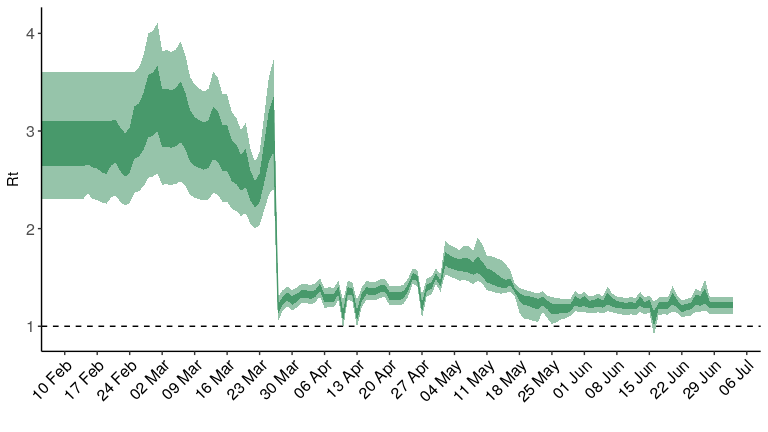 4
3
2
1
Rt
10 Feb
17 Feb
24 Feb
02 Mar
09 Mar
16 Mar
23 Mar
30 Mar
06 Apr
13 Apr
20 Apr
27 Apr
04 May
11 May
18 May
25 May
01 Jun
08 Jun
15 Jun
22 Jun
29 Jun
06 Jul